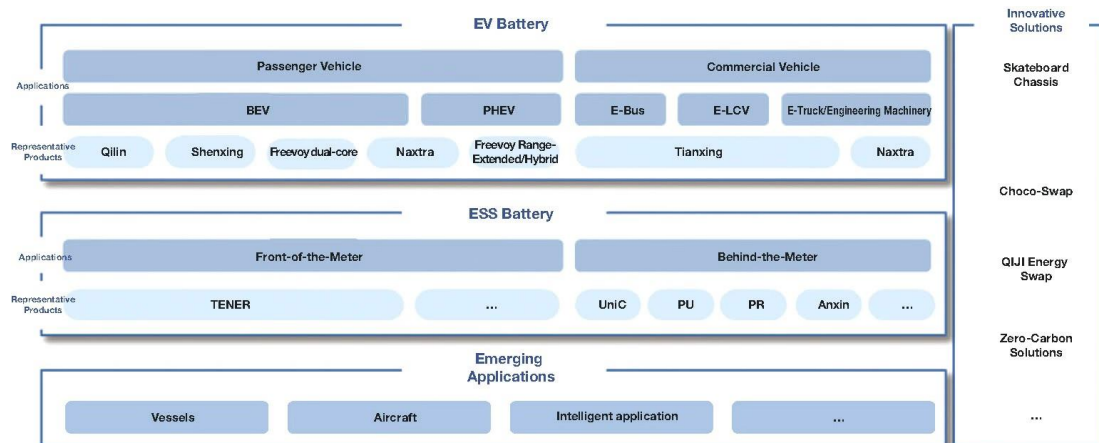 EV Battery
Innovative
Solutions
Applications
Passenger Vehicle
Commercial Vehicle
Skateboard
Chassis
BEV
PHEV
E-Bus
E-LCV
E-Truck/Engineering Machinery
Representative
Products
Qilin
Shenxing
Freevoy dual-core
Naxtra
Freevoy Range-
Extended/Hybrid
Tianxing
Naxtra
Choco-Swap
ESS Battery
Applications
Front-of-the-Meter
Behind-the-Meter
QIJI Energy
Swap
Representative
Products
TENER
...
UniC
PU
PR
Anxin
...
Zero-Carbon
Solutions
Emerging
Applications
Vessels
Aircraft
Intelligent application
...
...